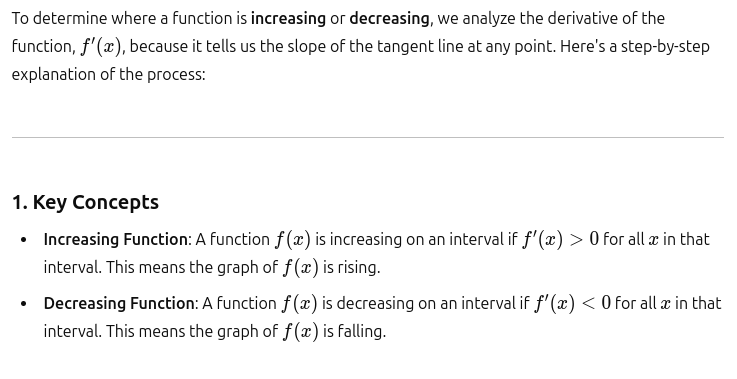 To determine where a function is increasing or decreasing, we analyze the derivative of the
function, f′(x), because it tells us the slope of the tangent line at any point. Here's a step-by-step
explanation of the process:
1. Key Concepts
• Increasing Function: A function f(x) is increasing on an interval if f′(x) > 0 for all x in that
interval. This means the graph of f(x) is rising.
• Decreasing Function: A function f(x) is decreasing on an interval if f′(x) < 0 for all x in that
interval. This means the graph of f(x) is falling.